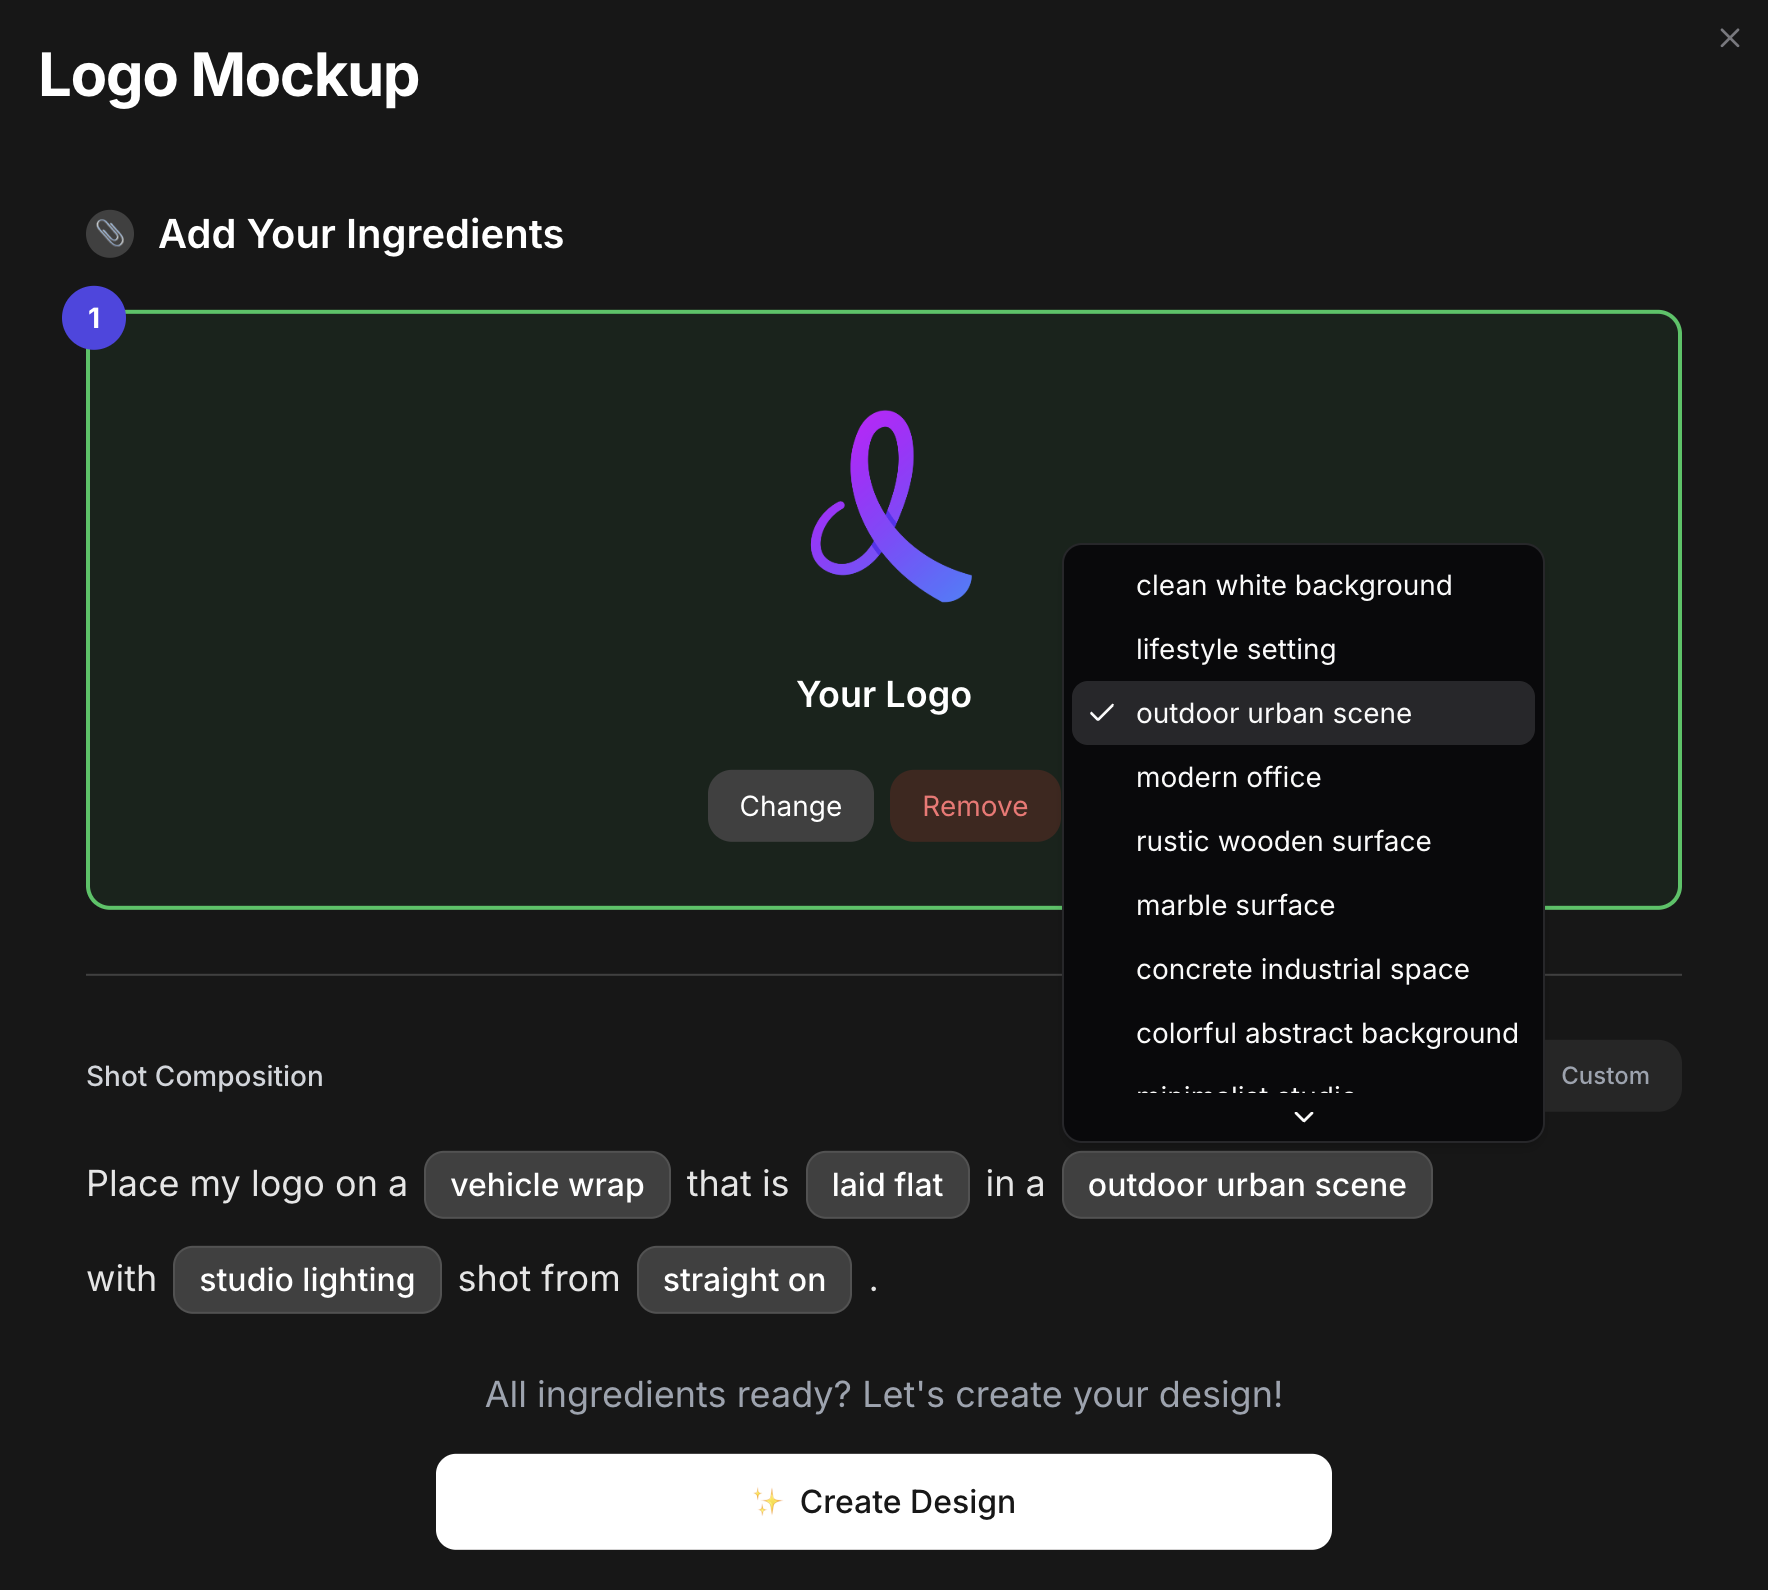 Logo Mockup
Add Your Ingredients
1
Your Logo
Change
Remove
clean white background
lifestyle setting
outdoor urban scene
modern office
rustic wooden surface
marble surface
concrete industrial space
colorful abstract background
minimalist studio
Shot Composition
Custom
Place my logo on a vehicle wrap that is laid flat in a outdoor urban scene
with studio lighting shot from straight on .
All ingredients ready? Let's create your design!
✨ Create Design